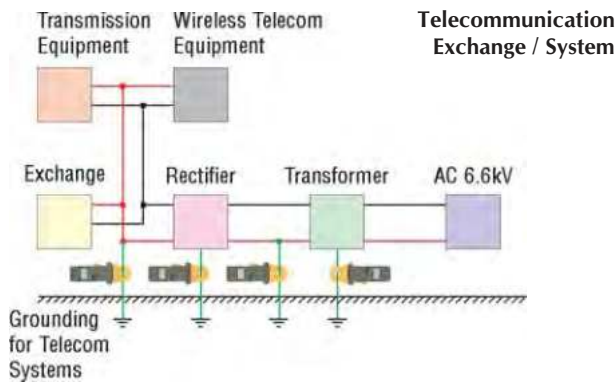 Transmission
Equipment
Wireless Telecom
Equipment
Telecommunication
Exchange / System
Exchange
Rectifier
Transformer
AC 6.6kV
Grounding
for Telecom
Systems